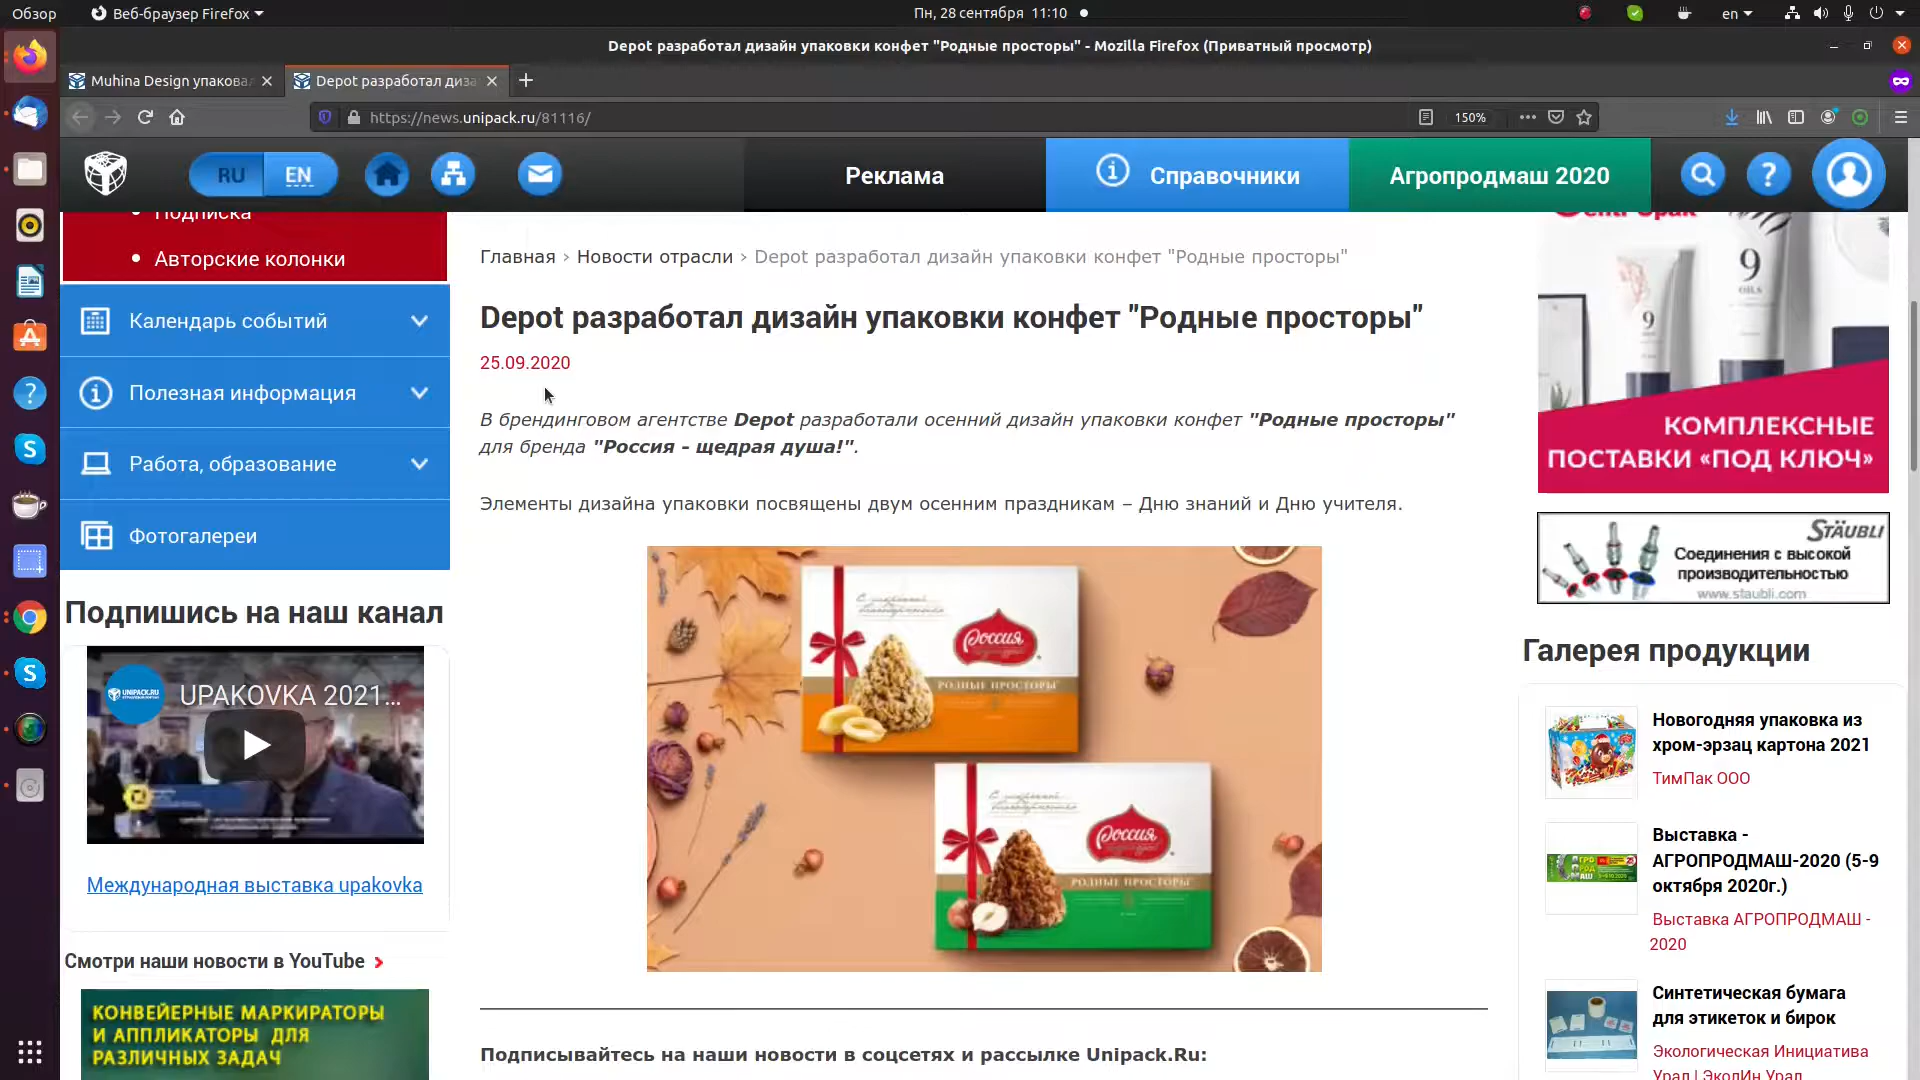 Обзор
Веб-браузер Firefox
Пн, 28 сентября 11:10
en
Depot разработал дизайн упаковки конфет "Родные просторы" - Mozilla Firefox (Приватный просмотр)
Muhina Design упаковал
Depot разработал диза
https://news.unipack.ru/81116/
150%
RU
EN
Реклама
Справочники
Агропродмаш 2020
Подписка
Авторские колонки
Календарь событий
Полезная информация
Работа, образование
Фотогалереи
Подпишись на наш канал
UNIPACK.RU
UPAKOVKA 2021...
Международная выставка upakovka
Смотри наши новости в YouTube
КОНВЕЙЕРНЫЕ МАРКИРАТОРЫ
И АППЛИКАТОРЫ ДЛЯ
РАЗЛИЧНЫХ ЗАДАЧ
Главная › Новости отрасли › Depot разработал дизайн упаковки конфет "Родные просторы"
Depot разработал дизайн упаковки конфет "Родные просторы"
25.09.2020
В брендинговом агентстве Depot разработали осенний дизайн упаковки конфет "Родные просторы"
для бренда "Россия - щедрая душа!".
Элементы дизайна упаковки посвящены двум осенним праздникам – Дню знаний и Дню учителя.
Россия
РОДНЫЕ ПРОСТОРЫ
Россия
РОДНЫЕ ПРОСТОРЫ
Подписывайтесь на наши новости в соцсетях и рассылке Unipack.Ru:
9
OILS
9
КОМПЛЕКСНЫЕ
ПОСТАВКИ «ПОД КЛЮЧ»
STÄUBLI
Соединения с высокой
производительностью
www.staubli.com
Галерея продукции
Новогодняя упаковка из
хром-эрзац картона 2021
ТимПак ООО
Выставка -
АГРОПРОДМАШ-2020 (5-9
октября 2020г.)
Выставка АГРОПРОДМАШ -
2020
Синтетическая бумага
для этикеток и бирок
Экологическая Инициатива
Урал | ЭкоЛИн Урал